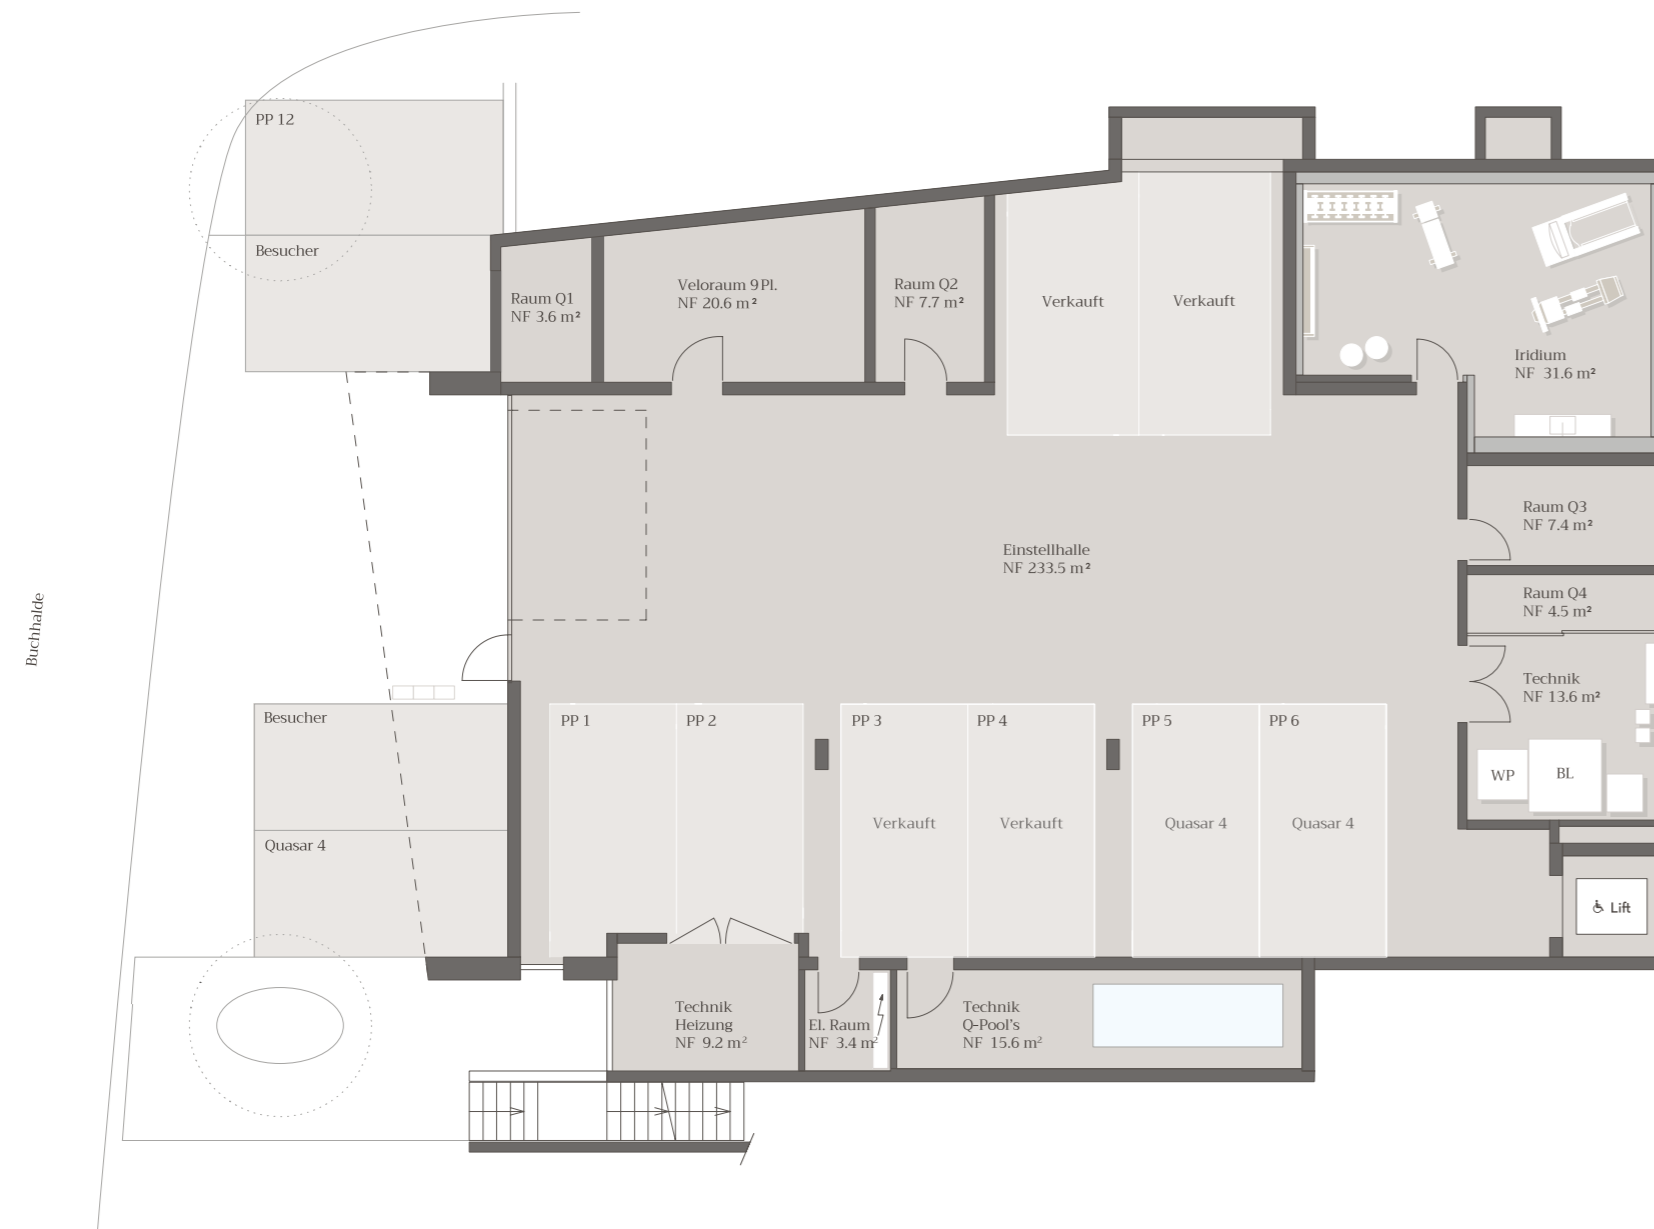 PP 12
Besucher
Raum Q1
NF 3.6 m²
Veloraum 9 Pl.
NF 20.6 m²
Raum Q2
NF 7.7 m²
Verkauft
Verkauft
Iridium
NF 31.6 m²
Raum Q3
NF 7.4 m²
Einstellhalle
NF 233.5 m²
Raum Q4
NF 4.5 m²
Buchhalde
Technik
NF 13.6 m²
WP
BL
Besucher
Quasar 4
PP 1
PP 2
PP 3
PP 4
PP 5
PP 6
Verkauft
Verkauft
Quasar 4
Quasar 4
Lift
Technik
Heizung
NF 9.2 m²
El. Raum
NF 3.4 m²
Technik
Q-Pool's
NF 15.6 m²